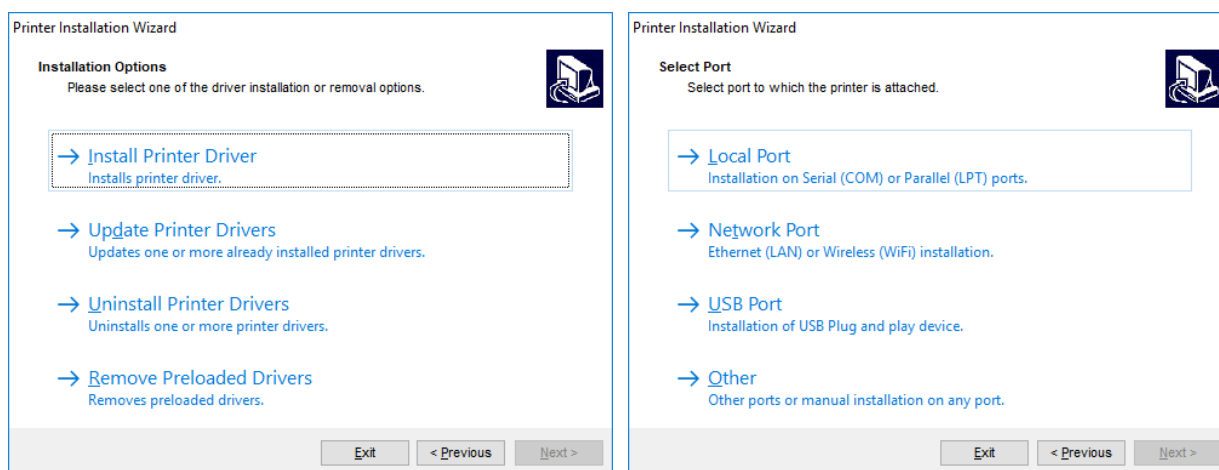 Printer Installation Wizard
Installation Options
Please select one of the driver installation or removal options.
Install Printer Driver
Installs printer driver.
Update Printer Drivers
Updates one or more already installed printer drivers.
Uninstall Printer Drivers
Uninstalls one or more printer drivers.
Remove Preloaded Drivers
Removes preloaded drivers.
Exit
< Previous
Next >
Printer Installation Wizard
Select Port
Select port to which the printer is attached.
Local Port
Installation on Serial (COM) or Parallel (LPT) ports.
Network Port
Ethernet (LAN) or Wireless (WiFi) installation.
USB Port
Installation of USB Plug and play device.
Other
Other ports or manual installation on any port.
Exit
< Previous
Next >